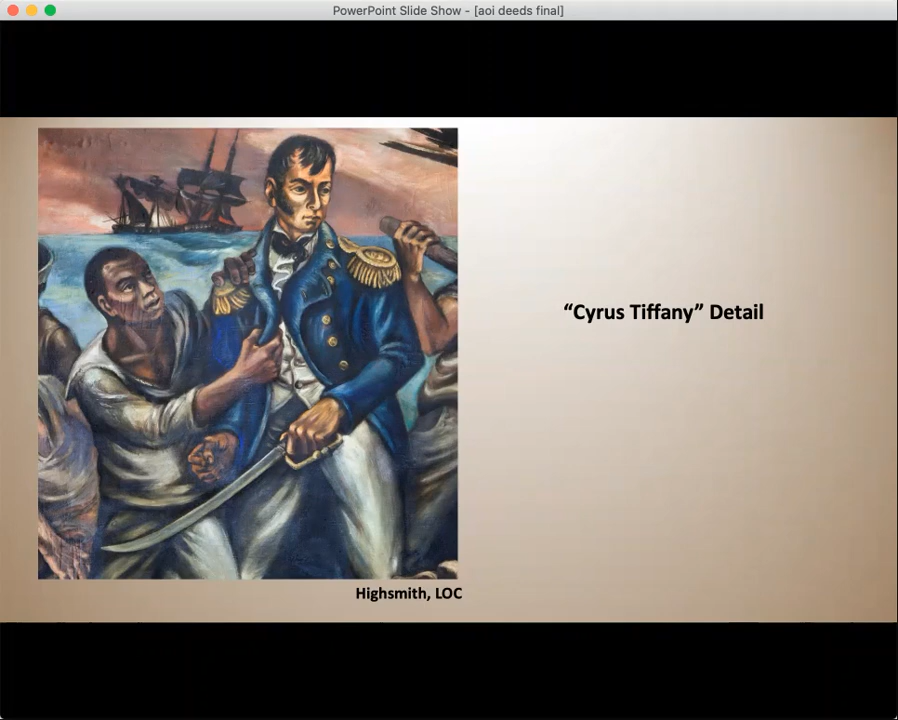 PowerPoint Slide Show - [aoi deeds final]
“Cyrus Tiffany” Detail
Highsmith, LOC